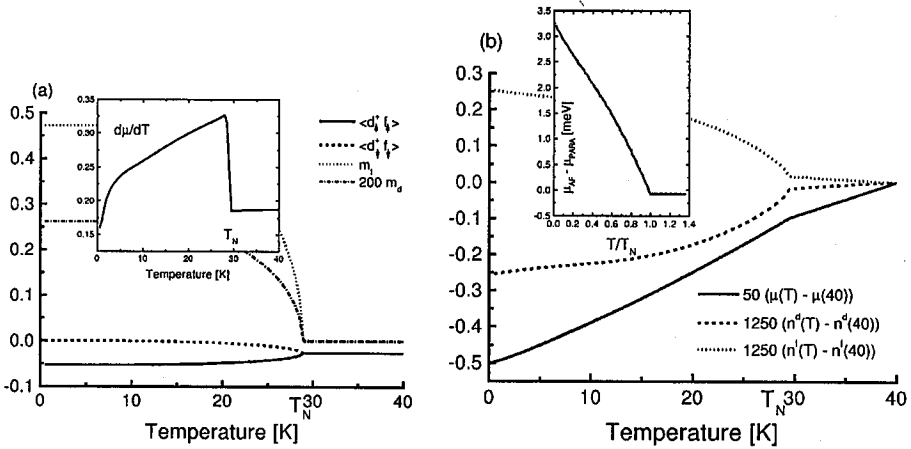 (a)
0.5
0.4
0.3
0.2
0.1
0.0
-0.1
0
10
20
T_N
30
40
Temperature [K]
0.35
0.30
0.25
0.20
0.15
dμ/dT
T_N
0
10
20
30
40
Temperature [K]
200 m_d
(b)
0.3
0.2
0.1
0.0
-0.1
-0.2
-0.3
-0.4
-0.5
0
10
20
T_N
30
40
Temperature [K]
3.5
3.0
2.5
2.0
1.5
1.0
0.5
0.0
-0.5
μ_AF - μ_PARA [meV]
0.0 0.2 0.4 0.6 0.8 1.0 1.2 1.4
T/T_N
50 (μ(T) - μ(40))
1250 (n^d(T) - n^d(40))
1250 (n^f(T) - n^f(40))